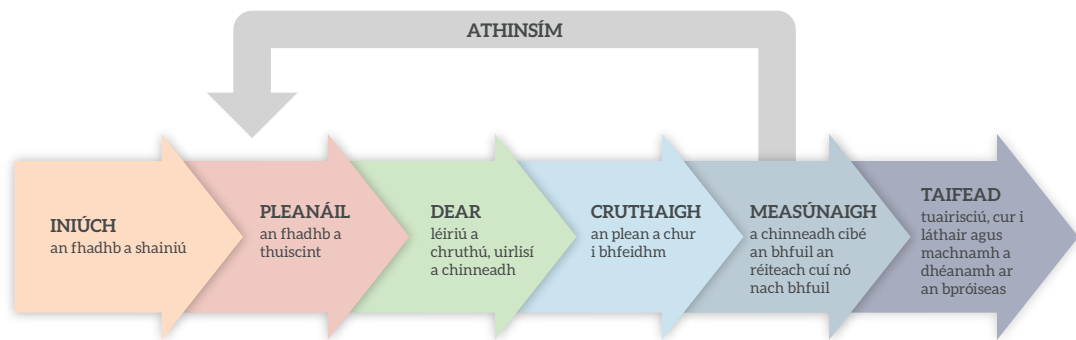 ATHINSÍM
INIÚCH
an fhadhb a shainiú
PLEANÁIL
an fhadhb a
thuiscint
DEAR
léiriú a
chruthú, uirlisí
a chinneadh
CRUTHAIGH
an plean a chur
i bhfeidhm
MEASÚNAIGH
a chinneadh cibé
an bhfuil an
réiteach cuí nó
nach bhfuil
TAIFEAD
tuairisciú, cur i
láthair agus
machnamh a
dhéanamh ar
an bpróiseas